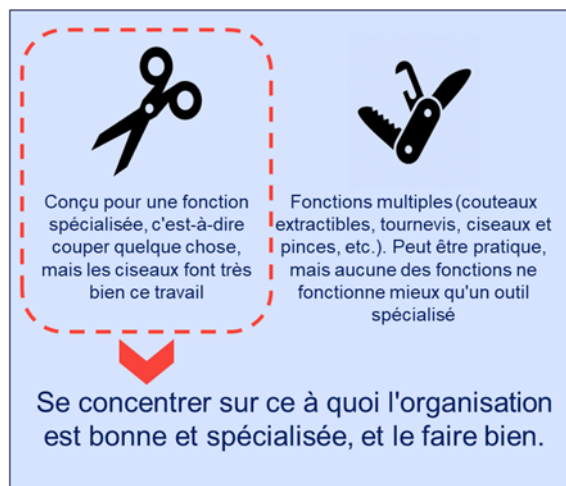 Conçu pour une fonction
spécialisée, c'est-à-dire
couper quelque chose,
mais les ciseaux font très
bien ce travail
Fonctions multiples (couteaux
extractibles, tournevis, ciseaux et
pinces, etc.). Peut être pratique,
mais aucune des fonctions ne
fonctionne mieux qu'un outil
spécialisé
Se concentrer sur ce à quoi l'organisation
est bonne et spécialisée, et le faire bien.